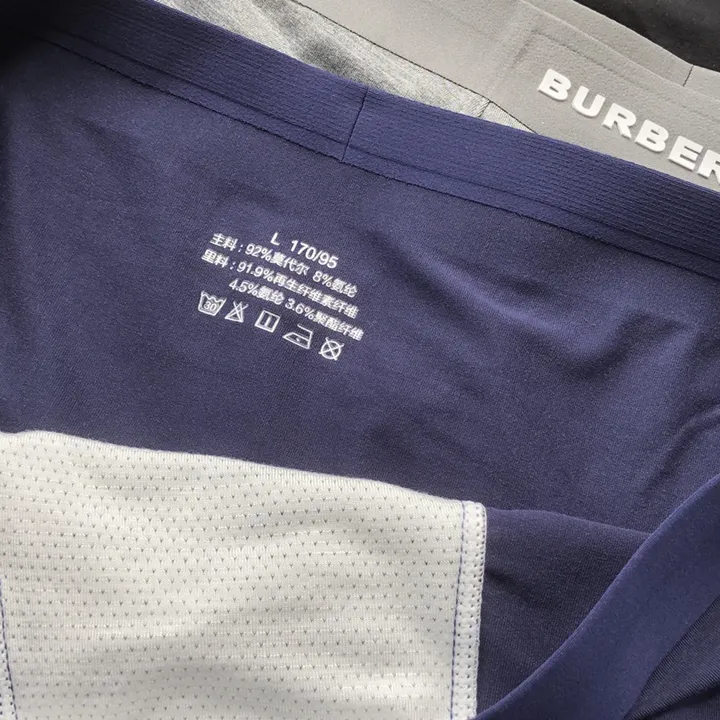 BURBER
L 170/95
主料：92%莫代尔 8%氨纶
里料：91.9%再生纤维素纤维
4.5%氨纶 3.6%聚酯纤维
30